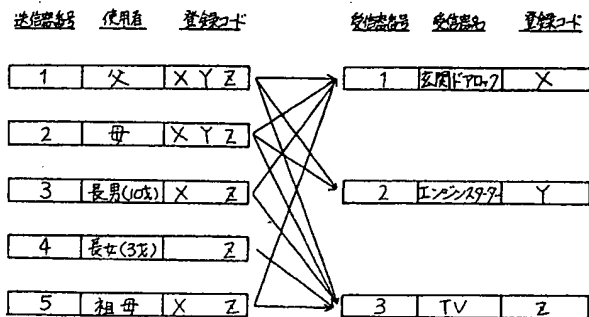 送信器番号 使用者 登録コード 受信器番号 受信器名 登録コード
1 父 X Y Z 1 玄関ドアロック X
2 母 X Y Z
3 長男(10才) X Z 2 エンジンスターター Y
4 長女(3才) Z
5 祖母 X Z 3 TV Z